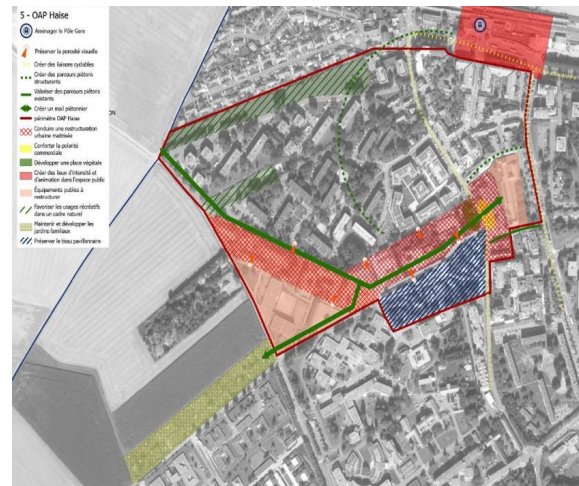 5 - OAP Haise
Aménager le Pôle Gare
Préserver la porosité visuelle
Créer des liaisons cyclables
Créer des parcours piétons
structurants
Valoriser des parcours piétons
existants
Créer un mail piétonnier
périmètre OAP Haise
Conduire une restructuration
urbaine maitrisée
Conforter la polarité
commerciale
Développer une place végétale
Créer des lieux d'intensité et
d'animation dans l'espace public
Équipements publics à
restructurer
Favoriser les usages récréatifs
dans un cadre naturel
Maintenir et développer les
jardins familiaux
Préserver le tissu pavillonnaire